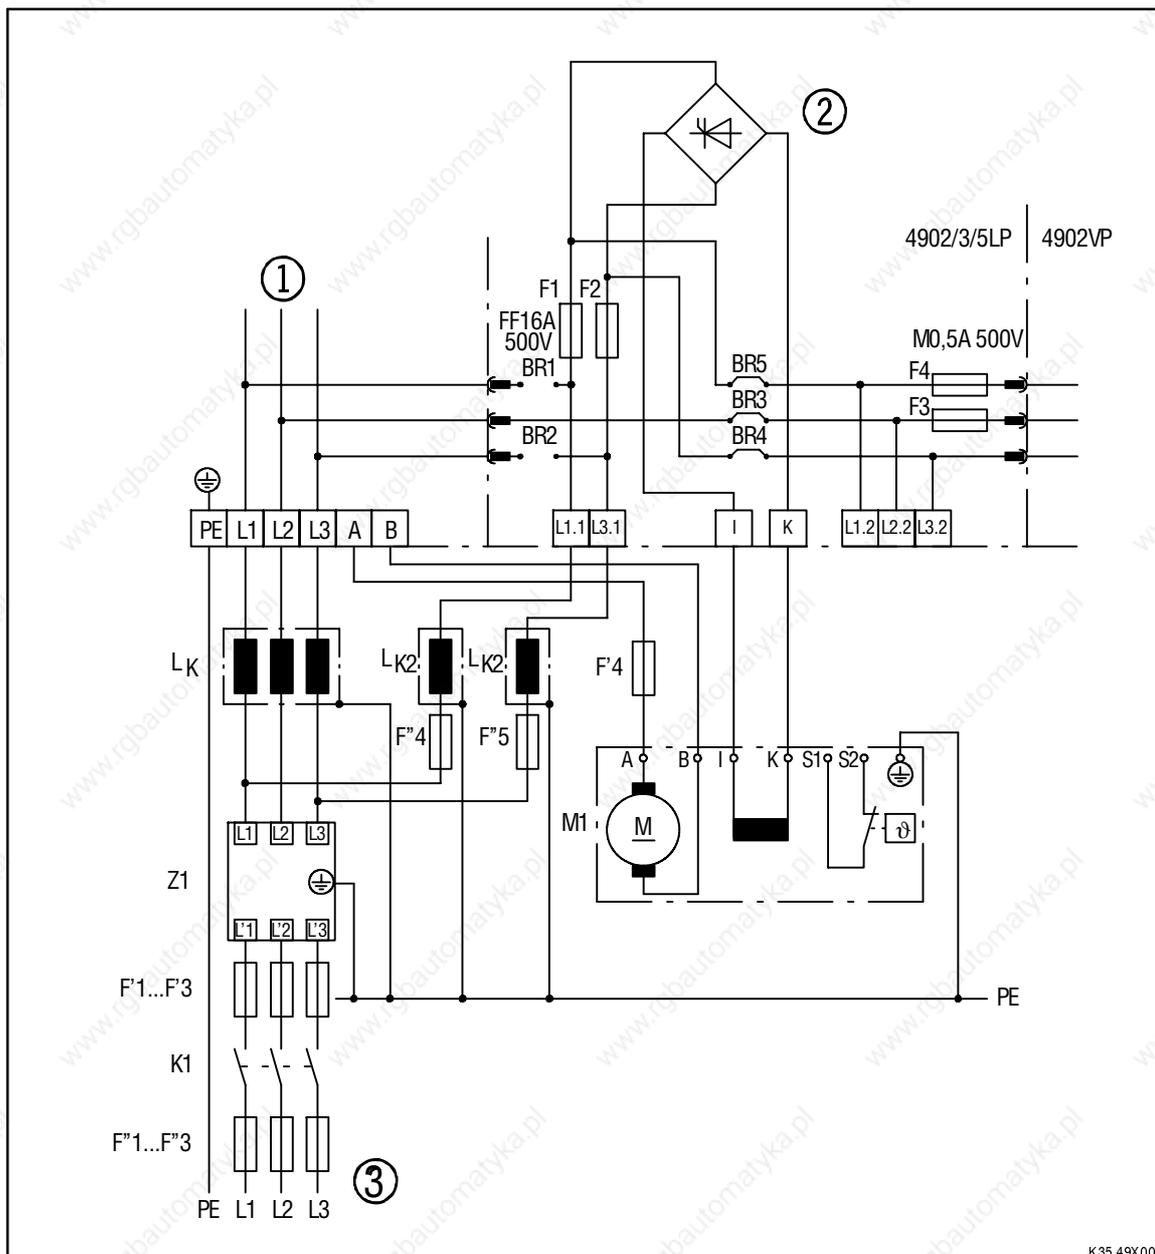 2
4902/3/5LP 4902VP
1
F1 F2
FF16A
500V
M0,5A 500V
BR1
BR5
F4
BR3
F3
BR2
BR4
PE L1 L2 L3 A B
L1.1 L3.1
I
K
L1.2 L2.2 L3.2
LK
LK2
LK2
F'4
F"4
F"5
A B I K S1 S2
M1
M
ϑ
L1 L2 L3
Z1
L'1 L'2 L'3
F'1...F'3
PE
K1
F"1...F"3
3
PE L1 L2 L3
K35.49X00
www.rgbautomatyka.pl